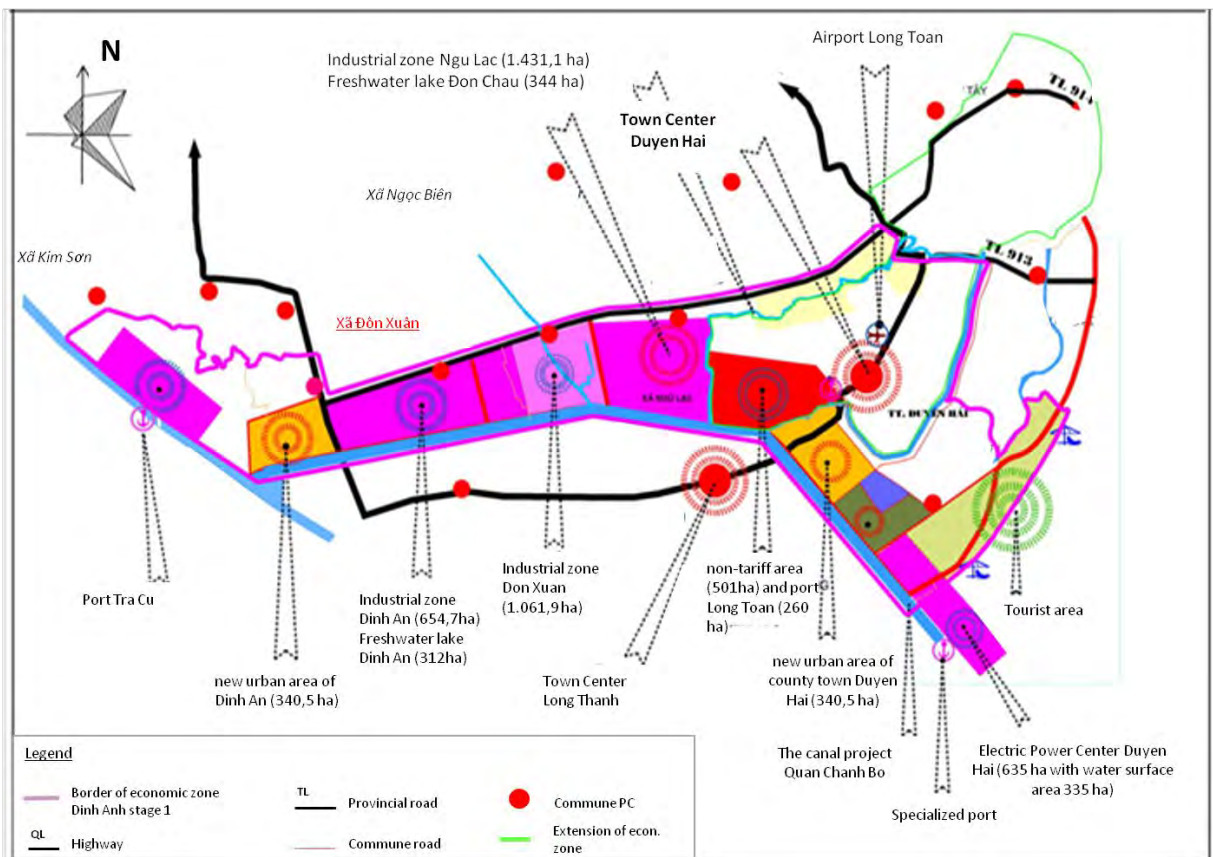 N
Industrial zone Ngu Lac (1.431,1 ha)
Freshwater lake Đon Chau (344 ha)
Airport Long Toan
Town Center
Duyen Hai
TÂY
TL 914
Xã Ngọc Biên
Xã Kim Sơn
TL 913
Xã Đôn Xuân
XÃ NGŨ LẠC
TT. DUYÊN HẢI
Port Tra Cu
new urban area of
Dinh An (340,5 ha)
Industrial zone
Dinh An (654,7ha)
Freshwater lake
Dinh An (312ha)
Industrial zone
Don Xuan
(1.061,9 ha)
Town Center
Long Thanh
non-tariff area
(501ha) and port
Long Toan (260
ha)
new urban area of
county town Duyen
Hai (340,5 ha)
Tourist area
The canal project
Quan Chanh Bo
Specialized port
Electric Power Center Duyen
Hai (635 ha with water surface
area 335 ha)
Legend
Border of economic zone
Dinh Anh stage 1
QL
Highway
TL
Provincial road
Commune road
Commune PC
Extension of econ.
zone